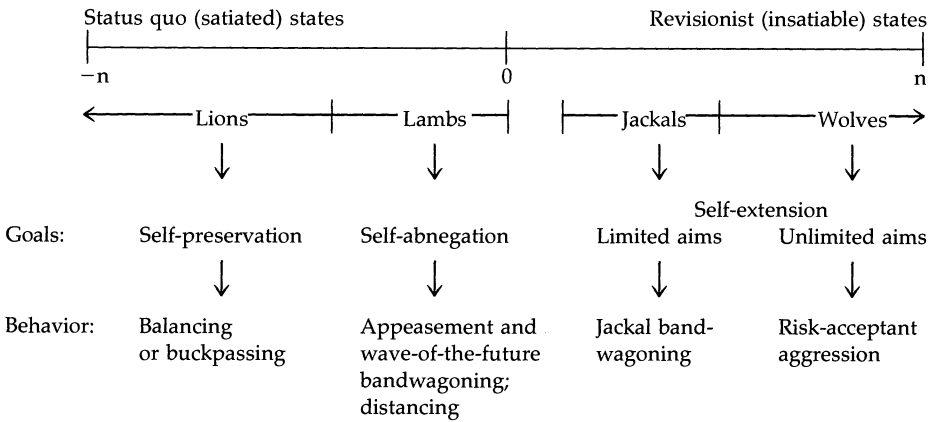 Status quo (satiated) states Revisionist (insatiable) states
−n 0 n
Lions Lambs Jackals Wolves
Self-extension
Goals: Self-preservation Self-abnegation Limited aims Unlimited aims
Behavior: Balancing Appeasement and Jackal band- Risk-acceptant
or buckpassing wave-of-the-future wagoning aggression
bandwagoning;
distancing